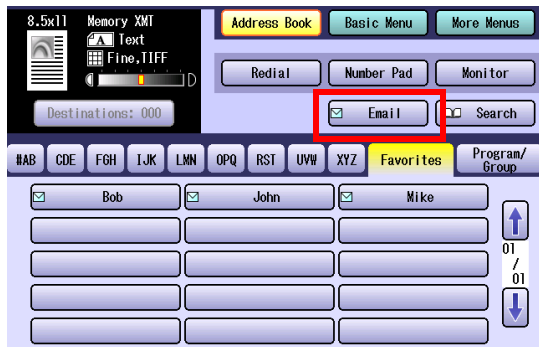 8.5x11 Memory XMT
A Text
Fine,TIFF
D
Destinations: 000
Address Book Basic Menu More Menus
Redial Number Pad Monitor
Email Search
#AB CDE FGH IJK LMN OPQ RST UVW XYZ Favorites Program/
Group
Bob John Mike
01
/
01